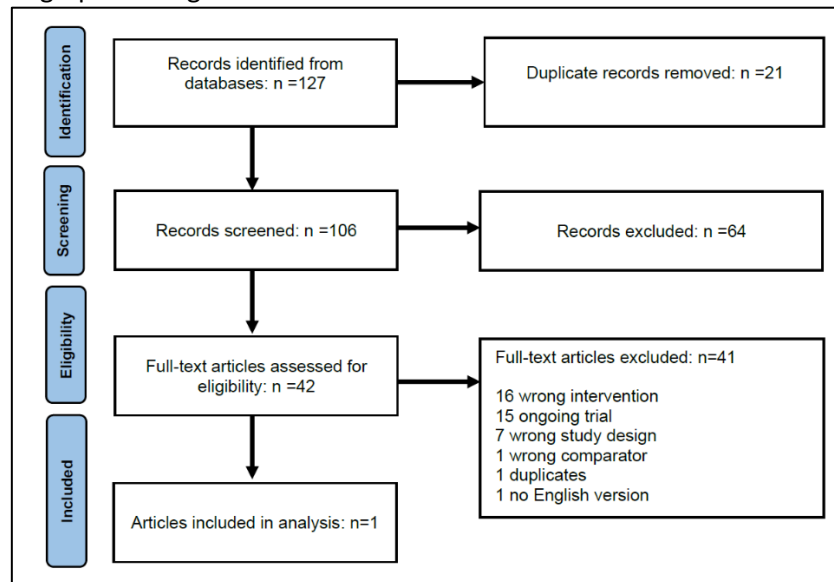 Identification
Records identified from
databases: n =127
Duplicate records removed: n =21
Screening
Records screened: n =106
Records excluded: n =64
Eligibility
Full-text articles assessed for
eligibility: n =42
Full-text articles excluded: n=41
16 wrong intervention
15 ongoing trial
7 wrong study design
1 wrong comparator
1 duplicates
1 no English version
Included
Articles included in analysis: n=1